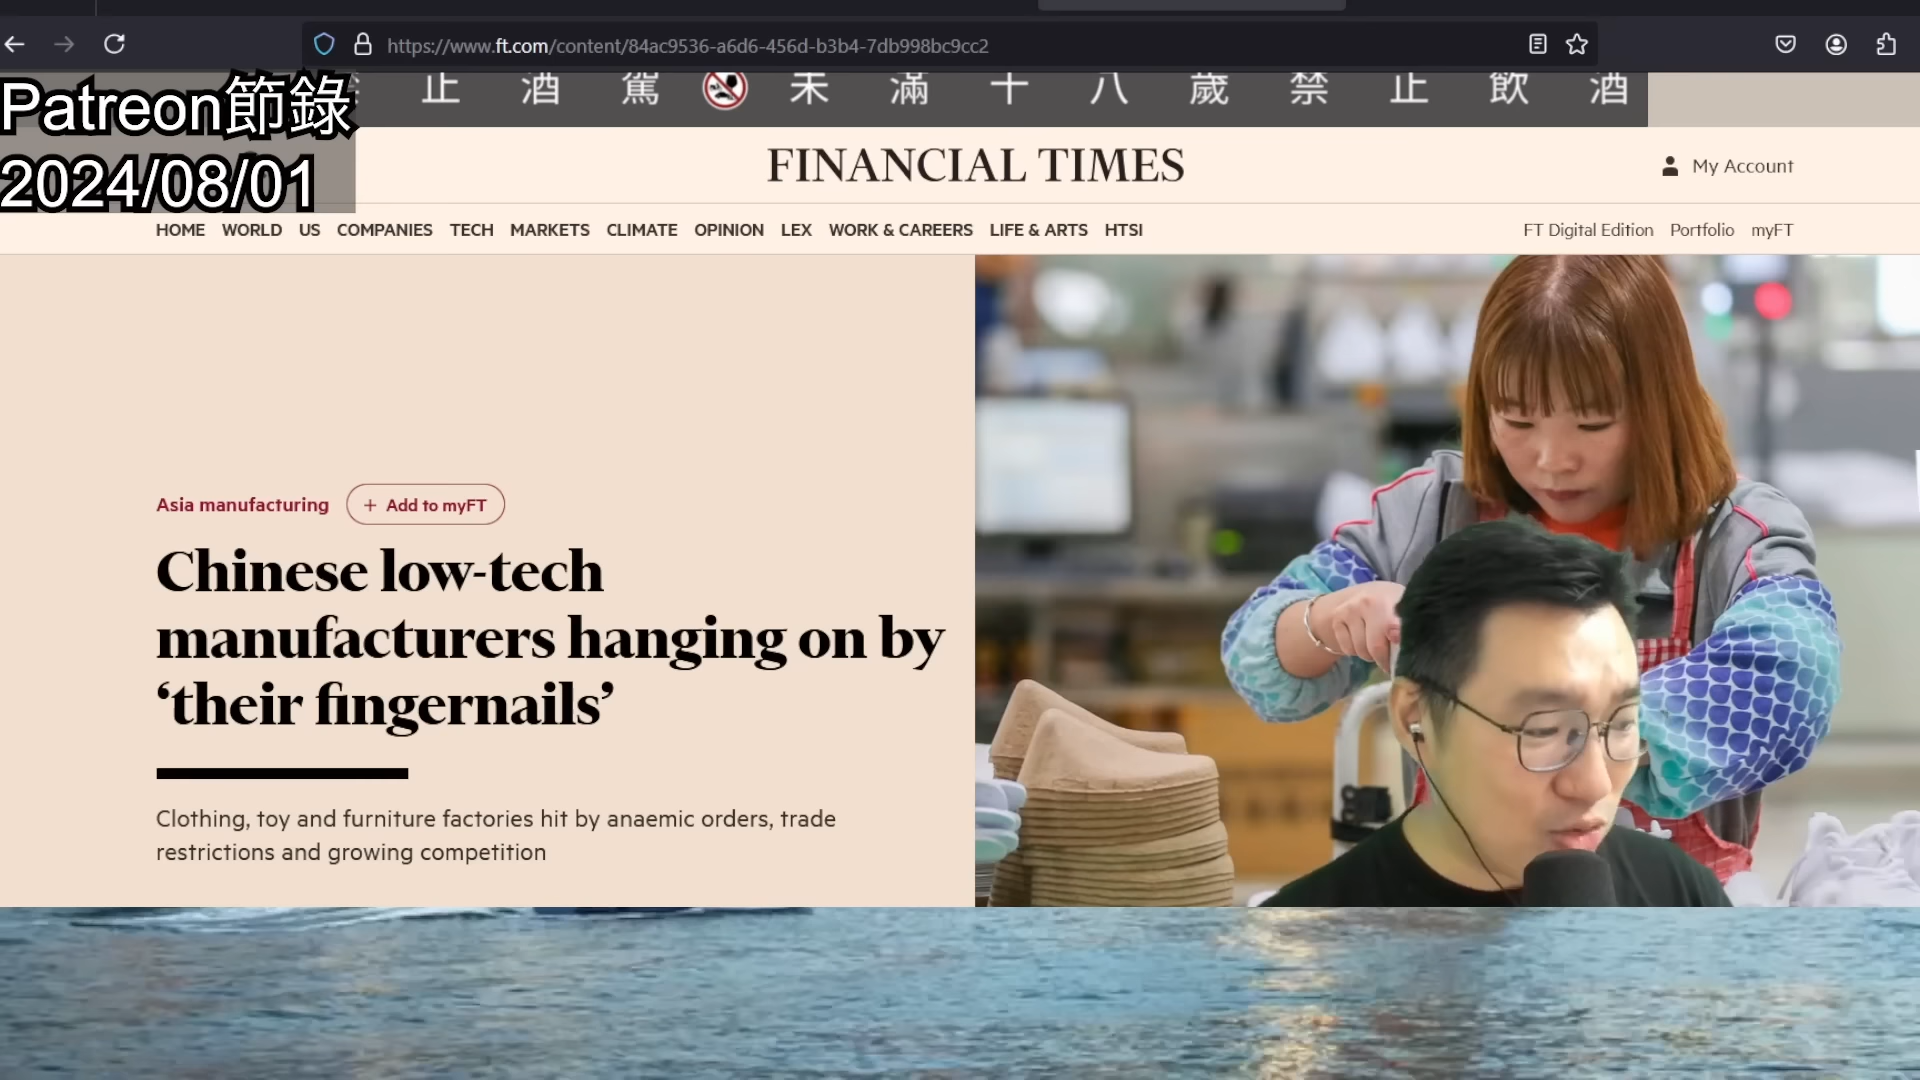 https://www.ft.com/content/84ac9536-a6d6-456d-b3b4-7db998bc9cc2
Patreon節錄
2024/08/01
止酒駕 未滿十八歲禁止飲酒
FINANCIAL TIMES
My Account
HOME WORLD US COMPANIES TECH MARKETS CLIMATE OPINION LEX WORK & CAREERS LIFE & ARTS HTSI
FT Digital Edition Portfolio myFT
Asia manufacturing + Add to myFT
Chinese low-tech
manufacturers hanging on by
‘their fingernails’
Clothing, toy and furniture factories hit by anaemic orders, trade
restrictions and growing competition